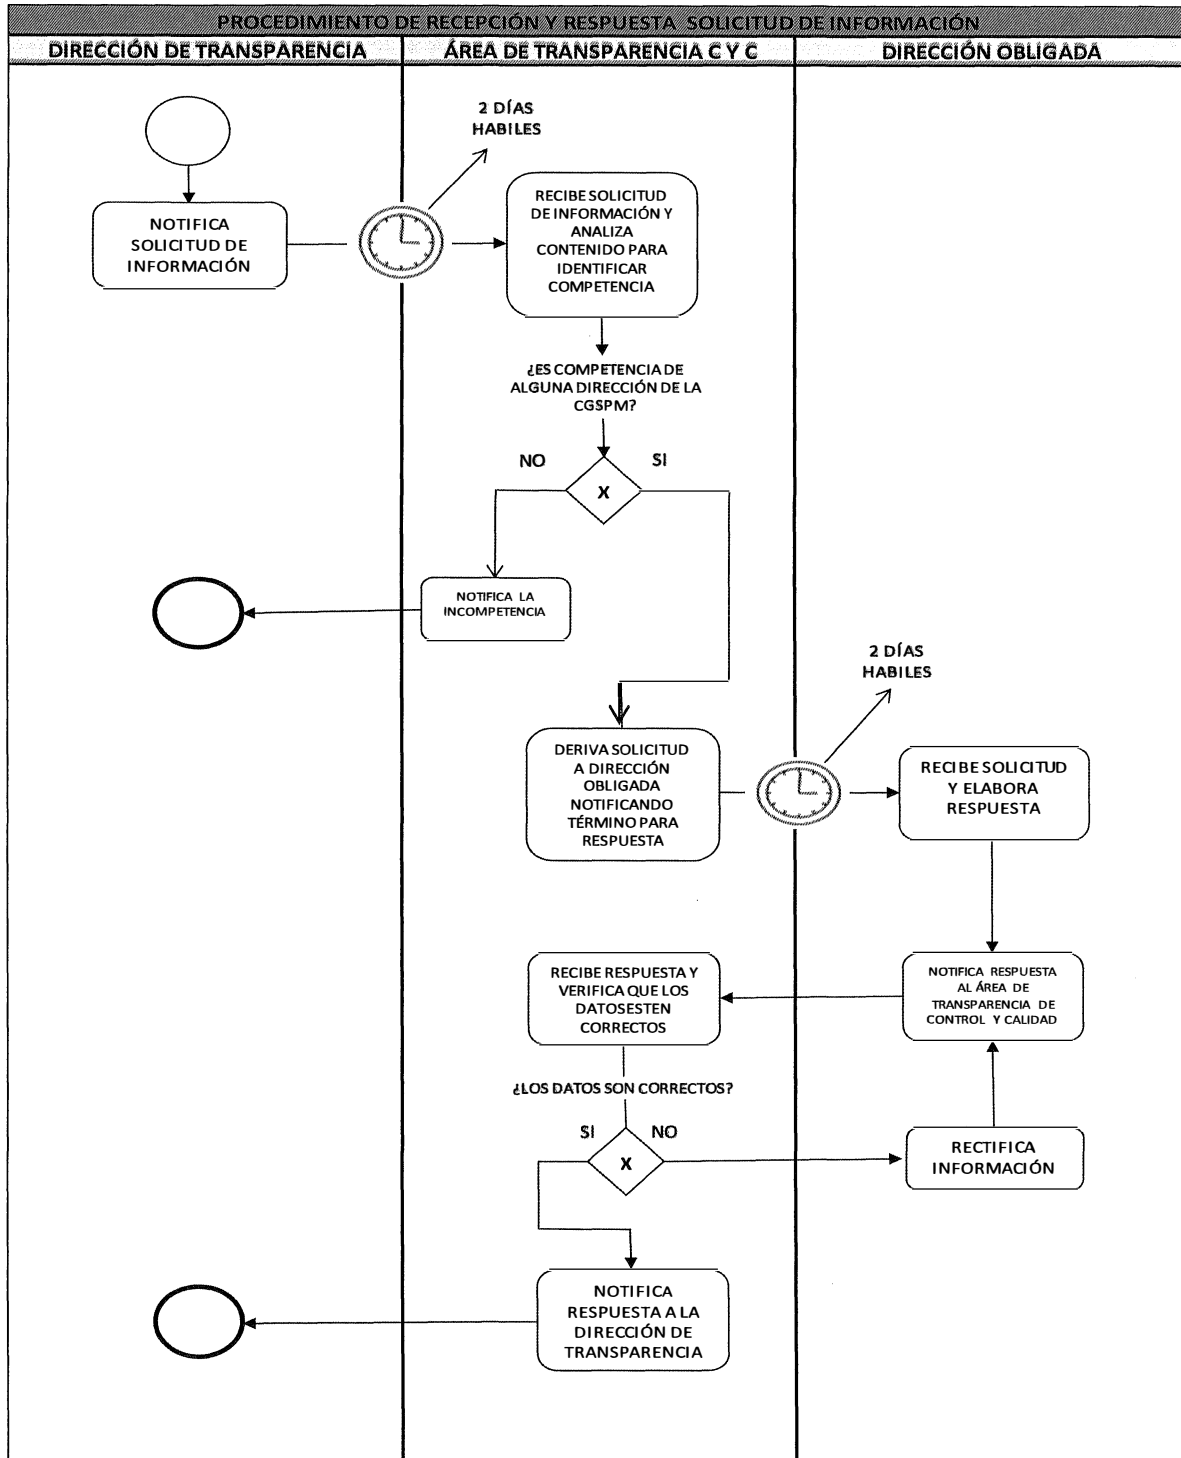 PROCEDIMIENTO DE RECEPCIÓN Y RESPUESTA SOLICITUD DE INFORMACIÓN
DIRECCIÓN DE TRANSPARENCIA
ÁREA DE TRANSPARENCIA C Y C
DIRECCIÓN OBLIGADA
2 DÍAS
HABILES
NOTIFICA
SOLICITUD DE
INFORMACIÓN
RECIBE SOLICITUD
DE INFORMACIÓN Y
ANALIZA
CONTENIDO PARA
IDENTIFICAR
COMPETENCIA
¿ES COMPETENCIA DE
ALGUNA DIRECCIÓN DE LA
CGSPM?
NO
SI
X
NOTIFICA LA
INCOMPETENCIA
2 DÍAS
HABILES
DERIVA SOLICITUD
A DIRECCIÓN
OBLIGADA
NOTIFICANDO
TÉRMINO PARA
RESPUESTA
RECIBE SOLICITUD
Y ELABORA
RESPUESTA
RECIBE RESPUESTA Y
VERIFICA QUE LOS
DATOSESTEN
CORRECTOS
NOTIFICA RESPUESTA
AL ÁREA DE
TRANSPARENCIA DE
CONTROL Y CALIDAD
¿LOS DATOS SON CORRECTOS?
SI
NO
X
RECTIFICA
INFORMACIÓN
NOTIFICA
RESPUESTA A LA
DIRECCIÓN DE
TRANSPARENCIA